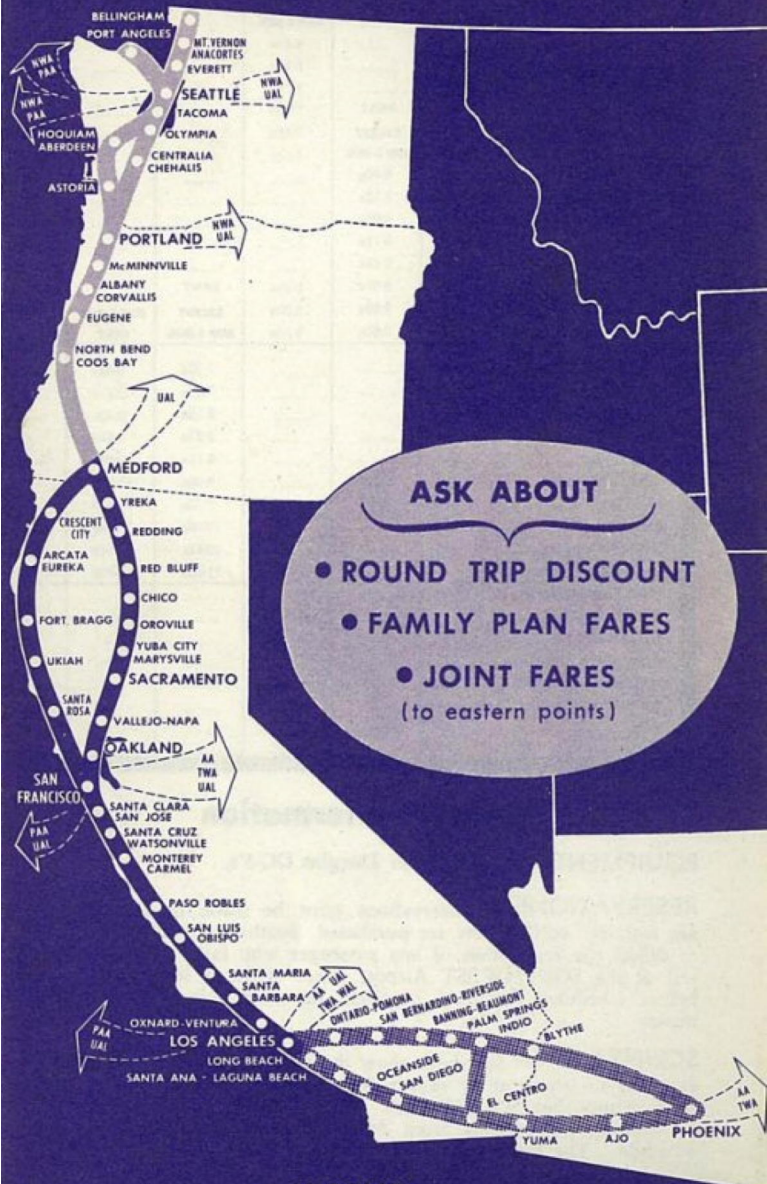 BELLINGHAM
PORT ANGELES
MT. VERNON
ANACORTES
EVERETT
NWA
PAA
NWA
PAA
SEATTLE
NWA
UAL
TACOMA
HOQUIAM
ABERDEEN
OLYMPIA
CENTRALIA
CHEHALIS
ASTORIA
PORTLAND
NWA
UAL
McMINNVILLE
ALBANY
CORVALLIS
EUGENE
NORTH BEND
COOS BAY
UAL
MEDFORD
YREKA
CRESCENT
CITY
REDDING
ARCATA
EUREKA
RED BLUFF
CHICO
FORT. BRAGG
OROVILLE
YUBA CITY
MARYSVILLE
UKIAH
SACRAMENTO
SANTA
ROSA
VALLEJO-NAPA
OAKLAND
AA
TWA
UAL
SAN
FRANCISCO
PAA
UAL
SANTA CLARA
SAN JOSE
SANTA CRUZ
WATSONVILLE
MONTEREY
CARMEL
PASO ROBLES
SAN LUIS
OBISPO
SANTA MARIA
SANTA
BARBARA
OXNARD-VENTURA
LOS ANGELES
PAA
UAL
AA UAL
TWA WAL
LONG BEACH
SANTA ANA - LAGUNA BEACH
ONTARIO-POMONA
SAN BERNARDINO-RIVERSIDE
BANNING-BEAUMONT
PALM SPRINGS
INDIO
BLYTHE
OCEANSIDE
SAN DIEGO
EL CENTRO
YUMA
AJO
PHOENIX
AA
TWA
ASK ABOUT
• ROUND TRIP DISCOUNT
• FAMILY PLAN FARES
• JOINT FARES
(to eastern points)